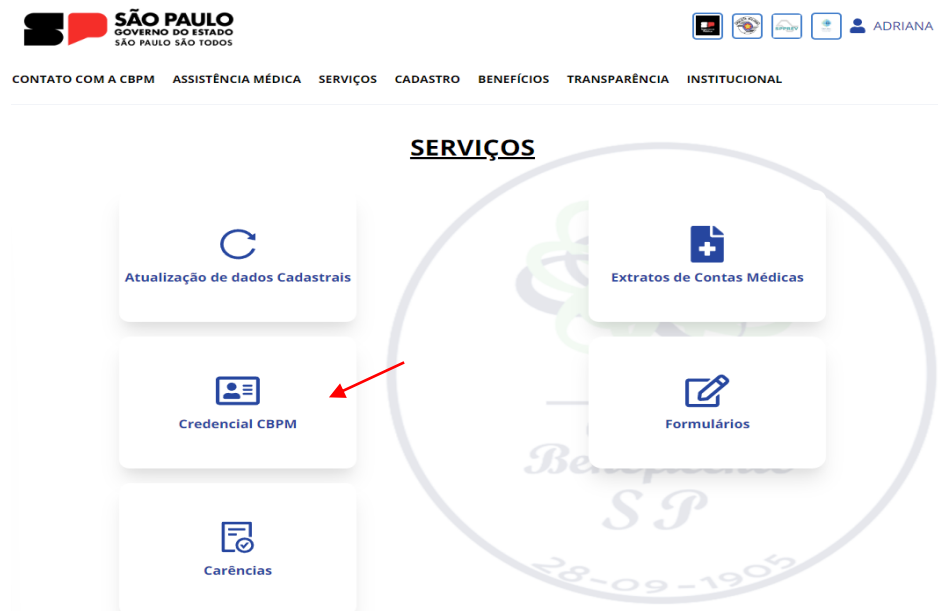 SÃO PAULO
GOVERNO DO ESTADO
SÃO PAULO SÃO TODOS
ADRIANA
CONTATO COM A CBPM ASSISTÊNCIA MÉDICA SERVIÇOS CADASTRO BENEFÍCIOS TRANSPARÊNCIA INSTITUCIONAL
SERVIÇOS
Atualização de dados Cadastrais
Extratos de Contas Médicas
Credencial CBPM
Formulários
SP
28-09-1905
Carências